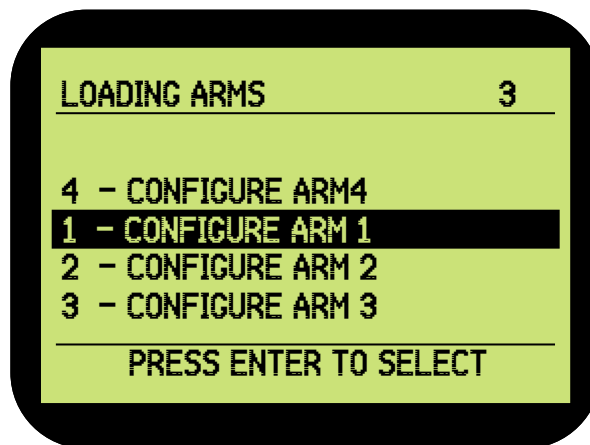 LOADING ARMS 3
4 - CONFIGURE ARM4
1 - CONFIGURE ARM 1
2 - CONFIGURE ARM 2
3 - CONFIGURE ARM 3
PRESS ENTER TO SELECT